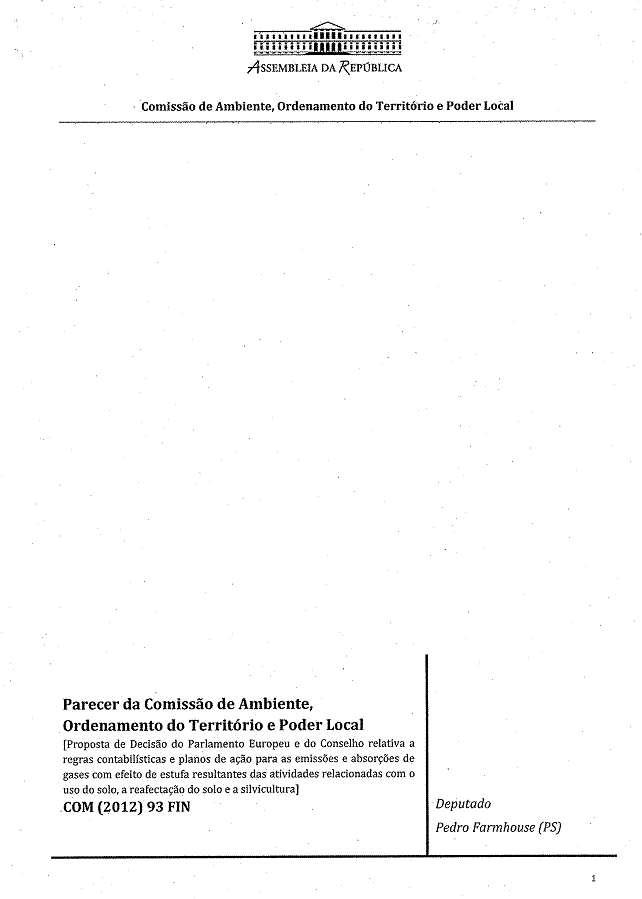 ASSEMBLEIA DA REPÚBLICA
Comissão de Ambiente, Ordenamento do Território e Poder Local
Parecer da Comissão de Ambiente,
Ordenamento do Território e Poder Local
[Proposta de Decisão do Parlamento Europeu e do Conselho relativa a
regras contabilísticas e planos de ação para as emissões e absorções de
gases com efeito de estufa resultantes das atividades relacionadas com o
uso do solo, a reafectação do solo e a silvicultura]
COM (2012) 93 FIN
Deputado
Pedro Farmhouse (PS)
1